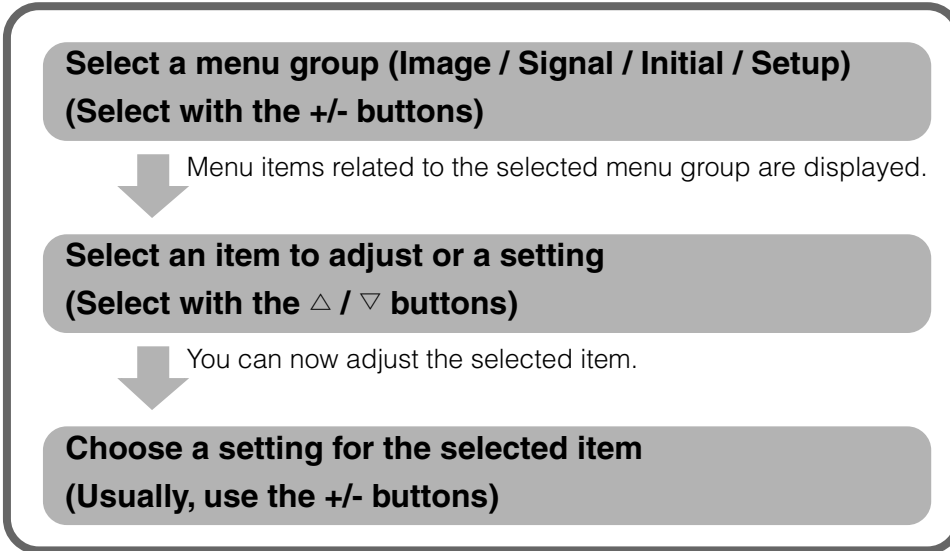 Select a menu group (Image / Signal / Initial / Setup)
(Select with the +/- buttons)
Menu items related to the selected menu group are displayed.
Select an item to adjust or a setting
(Select with the △ / ▽ buttons)
You can now adjust the selected item.
Choose a setting for the selected item
(Usually, use the +/- buttons)